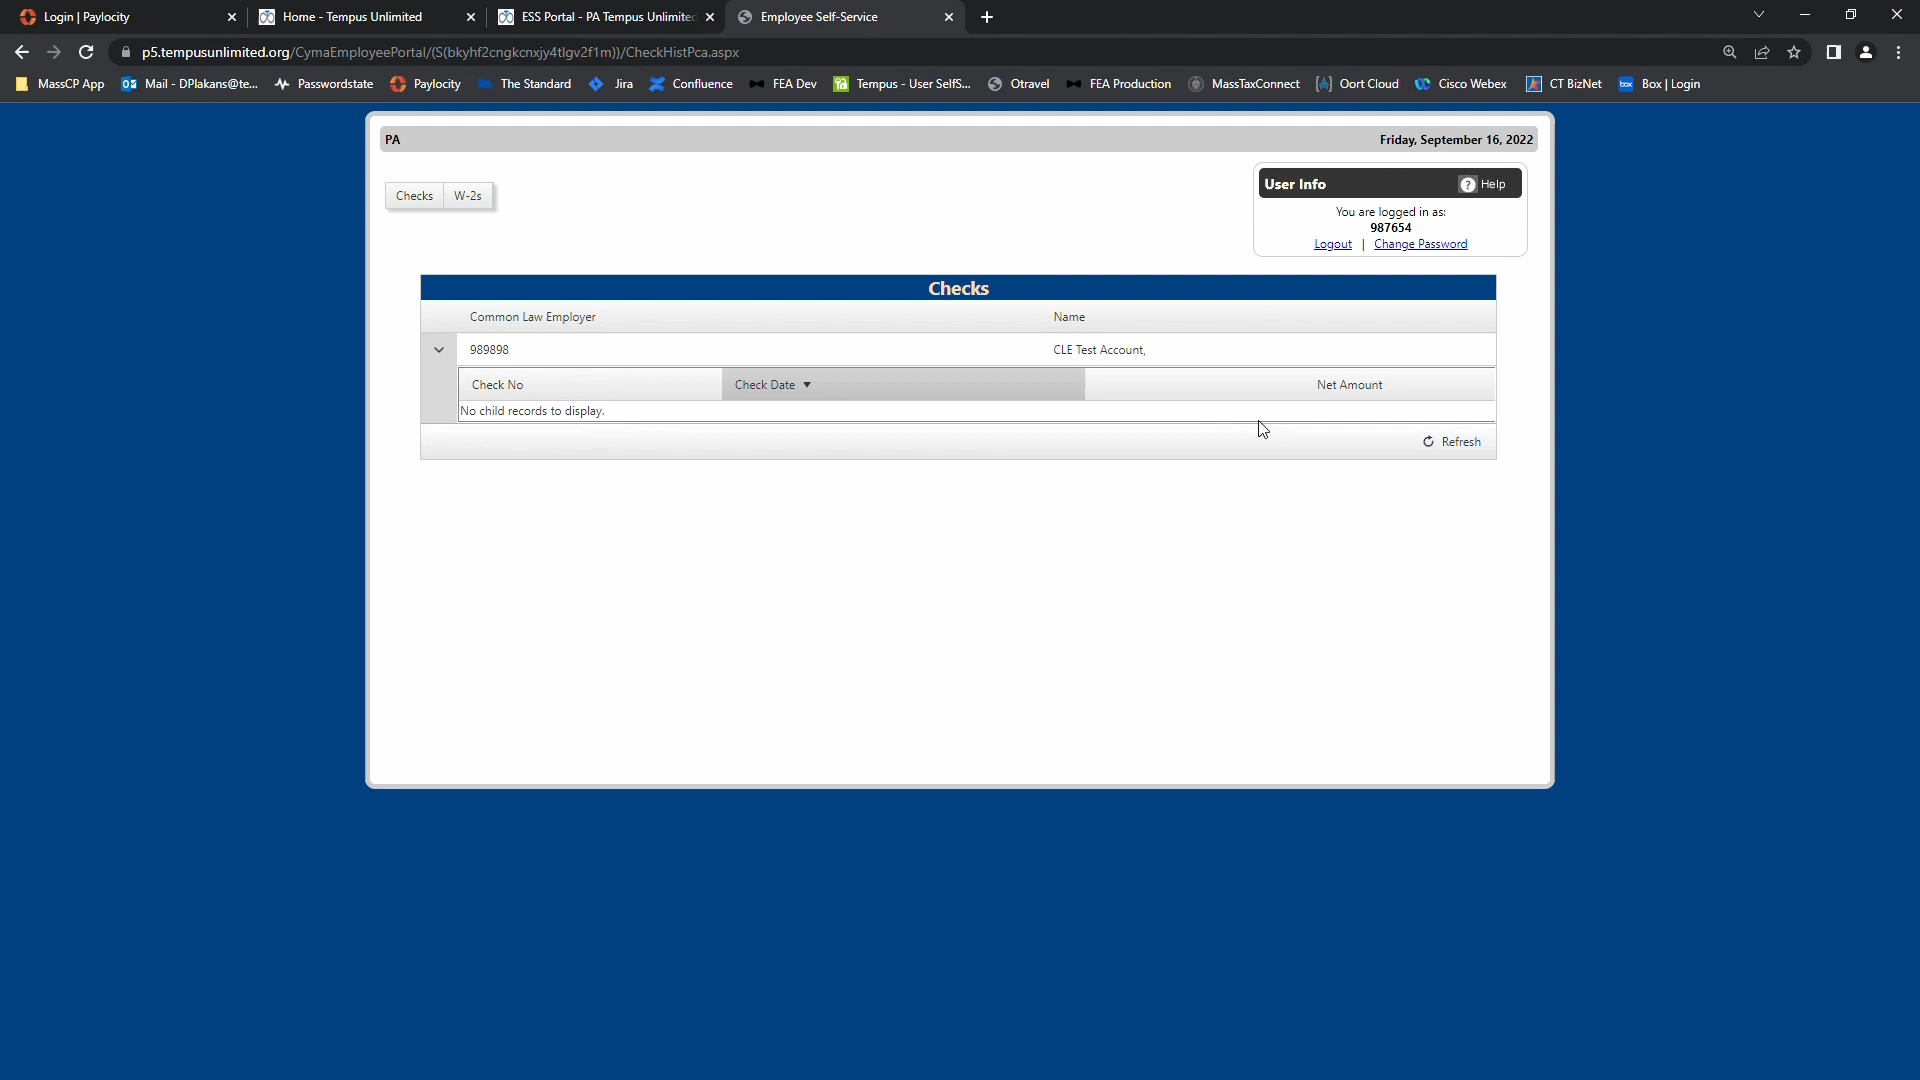 Login | Paylocity
Home - Tempus Unlimited
ESS Portal - PA Tempus Unlimited
Employee Self-Service
p5.tempusunlimited.org/CymaEmployeePortal/(S(bkyhf2cngkcnxjy4tlgv2f1m))/CheckHistPca.aspx
MassCP App
Mail - DPlakans@te...
Passwordstate
Paylocity
The Standard
Jira
Confluence
FEA Dev
Tempus - User SelfS...
Otravel
FEA Production
MassTaxConnect
Oort Cloud
Cisco Webex
CT BizNet
box Box | Login
PA
Friday, September 16, 2022
Checks W-2s
User Info
? Help
You are logged in as:
987654
Logout | Change Password
Checks
Common Law Employer Name
989898 CLE Test Account,
Check No Check Date Net Amount
No child records to display.
Refresh